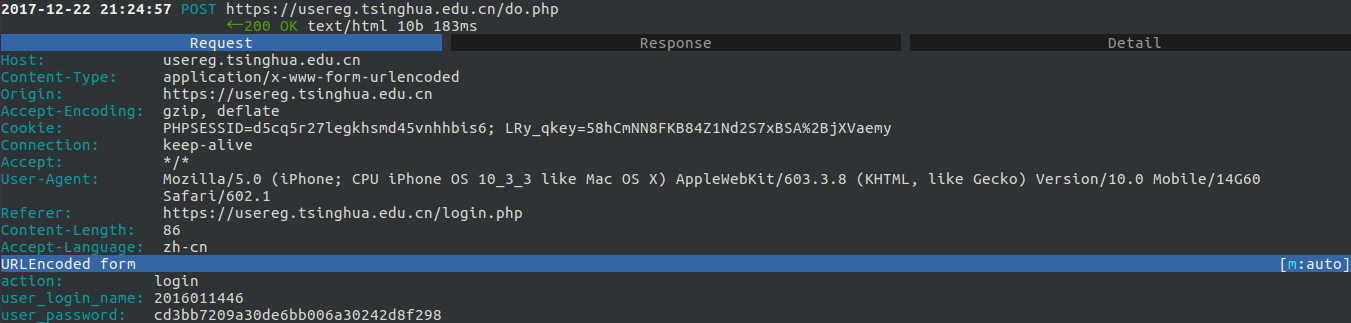 2017-12-22 21:24:57 POST https://usereg.tsinghua.edu.cn/do.php
←200 OK text/html 10b 183ms
Request Response Detail
Host: usereg.tsinghua.edu.cn
Content-Type: application/x-www-form-urlencoded
Origin: https://usereg.tsinghua.edu.cn
Accept-Encoding: gzip, deflate
Cookie: PHPSESSID=d5cq5r27legkhsmd45vnhhbis6; LRy_qkey=58hCmNN8FKB84Z1Nd2S7xBSA%2BjXVaemy
Connection: keep-alive
Accept: */*
User-Agent: Mozilla/5.0 (iPhone; CPU iPhone OS 10_3_3 like Mac OS X) AppleWebKit/603.3.8 (KHTML, like Gecko) Version/10.0 Mobile/14G60
Safari/602.1
Referer: https://usereg.tsinghua.edu.cn/login.php
Content-Length: 86
Accept-Language: zh-cn
URLEncoded form [m:auto]
action: login
user_login_name: 2016011446
user_password: cd3bb7209a30de6bb006a30242d8f298